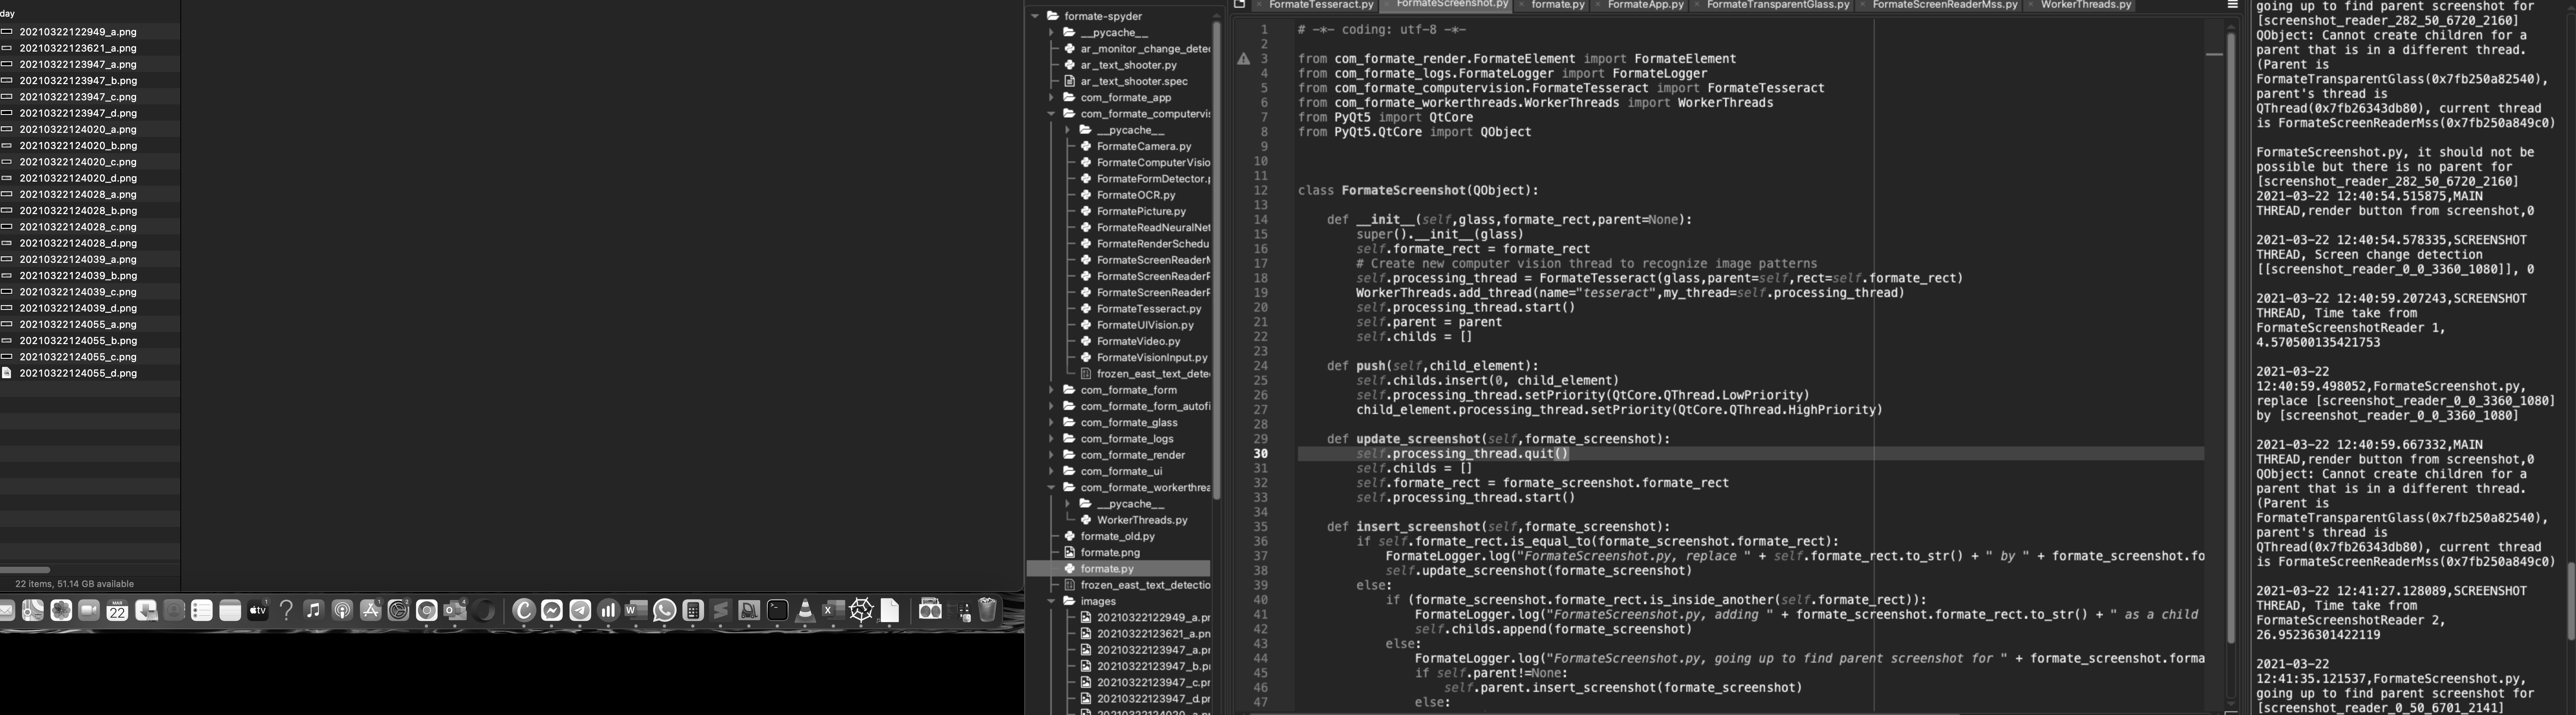 day
20210322122949_a.png
20210322123621_a.png
20210322123947_a.png
20210322123947_b.png
20210322123947_c.png
20210322123947_d.png
20210322124020_a.png
20210322124020_b.png
20210322124020_c.png
20210322124020_d.png
20210322124028_a.png
20210322124028_b.png
20210322124028_c.png
20210322124028_d.png
20210322124039_a.png
20210322124039_b.png
20210322124039_c.png
20210322124039_d.png
20210322124055_a.png
20210322124055_b.png
20210322124055_c.png
20210322124055_d.png
22 items, 51.14 GB available
22
tv
formate-spyder
__pycache__
ar_monitor_change_detec
ar_text_shooter.py
ar_text_shooter.spec
com_formate_app
com_formate_computervi
__pycache__
FormateCamera.py
FormateComputerVisio
FormateFormDetector.p
FormateOCR.py
FormatePicture.py
FormateReadNeuralNet
FormateRenderSchedu
FormateScreenReaderM
FormateScreenReaderF
FormateScreenReaderF
FormateTesseract.py
FormateUIVision.py
FormateVideo.py
FormateVisionInput.py
frozen_east_text_dete
com_formate_form
com_formate_form_autofi
com_formate_glass
com_formate_logs
com_formate_render
com_formate_ui
com_formate_workerthrea
__pycache__
WorkerThreads.py
formate_old.py
formate.png
formate.py
frozen_east_text_detectio
images
20210322122949_a.pr
20210322123621_a.pn
20210322123947_a.pr
20210322123947_b.pr
20210322123947_c.pr
20210322123947_d.pr
FormateTesseract.py FormateScreenshot.py formate.py FormateApp.py FormateTransparentGlass.py FormateScreenReaderMss.py WorkerThreads.py
1 # -*- coding: utf-8 -*-
2
3 from com_formate_render.FormateElement import FormateElement
4 from com_formate_logs.FormateLogger import FormateLogger
5 from com_formate_computervision.FormateTesseract import FormateTesseract
6 from com_formate_workerthreads.WorkerThreads import WorkerThreads
7 from PyQt5 import QtCore
8 from PyQt5.QtCore import QObject
9
10
11
12 class FormateScreenshot(QObject):
13
14 def __init__(self,glass,formate_rect,parent=None):
15 super().__init__(glass)
16 self.formate_rect = formate_rect
17 # Create new computer vision thread to recognize image patterns
18 self.processing_thread = FormateTesseract(glass,parent=self,rect=self.formate_rect)
19 WorkerThreads.add_thread(name="tesseract",my_thread=self.processing_thread)
20 self.processing_thread.start()
21 self.parent = parent
22 self.childs = []
23
24 def push(self,child_element):
25 self.childs.insert(0, child_element)
26 self.processing_thread.setPriority(QtCore.QThread.LowPriority)
27 child_element.processing_thread.setPriority(QtCore.QThread.HighPriority)
28
29 def update_screenshot(self,formate_screenshot):
30 self.processing_thread.quit()
31 self.childs = []
32 self.formate_rect = formate_screenshot.formate_rect
33 self.processing_thread.start()
34
35 def insert_screenshot(self,formate_screenshot):
36 if self.formate_rect.is_equal_to(formate_screenshot.formate_rect):
37 FormateLogger.log("FormateScreenshot.py, replace " + self.formate_rect.to_str() + " by " + formate_screenshot.fo
38 self.update_screenshot(formate_screenshot)
39 else:
40 if (formate_screenshot.formate_rect.is_inside_another(self.formate_rect)):
41 FormateLogger.log("FormateScreenshot.py, adding " + formate_screenshot.formate_rect.to_str() + " as a child
42 self.childs.append(formate_screenshot)
43 else:
44 FormateLogger.log("FormateScreenshot.py, going up to find parent screenshot for " + formate_screenshot.forma
45 if self.parent!=None:
46 self.parent.insert_screenshot(formate_screenshot)
47 else:
going up to find parent screenshot for
[screenshot_reader_282_50_6720_2160]
QObject: Cannot create children for a
parent that is in a different thread.
(Parent is
FormateTransparentGlass(0x7fb250a82540),
parent's thread is
QThread(0x7fb26343db80), current thread
is FormateScreenReaderMss(0x7fb250a849c0)
FormateScreenshot.py, it should not be
possible but there is no parent for
[screenshot_reader_282_50_6720_2160]
2021-03-22 12:40:54.515875,MAIN
THREAD,render button from screenshot,0
2021-03-22 12:40:54.578335,SCREENSHOT
THREAD, Screen change detection
[[screenshot_reader_0_0_3360_1080]], 0
2021-03-22 12:40:59.207243,SCREENSHOT
THREAD, Time take from
FormateScreenshotReader 1,
4.570500135421753
2021-03-22
12:40:59.498052,FormateScreenshot.py,
replace [screenshot_reader_0_0_3360_1080]
by [screenshot_reader_0_0_3360_1080]
2021-03-22 12:40:59.667332,MAIN
THREAD,render button from screenshot,0
QObject: Cannot create children for a
parent that is in a different thread.
(Parent is
FormateTransparentGlass(0x7fb250a82540),
parent's thread is
QThread(0x7fb26343db80), current thread
is FormateScreenReaderMss(0x7fb250a849c0)
2021-03-22 12:41:27.128089,SCREENSHOT
THREAD, Time take from
FormateScreenshotReader 2,
26.95236301422119
2021-03-22
12:41:35.121537,FormateScreenshot.py,
going up to find parent screenshot for
[screenshot_reader_0_50_6701_2141]